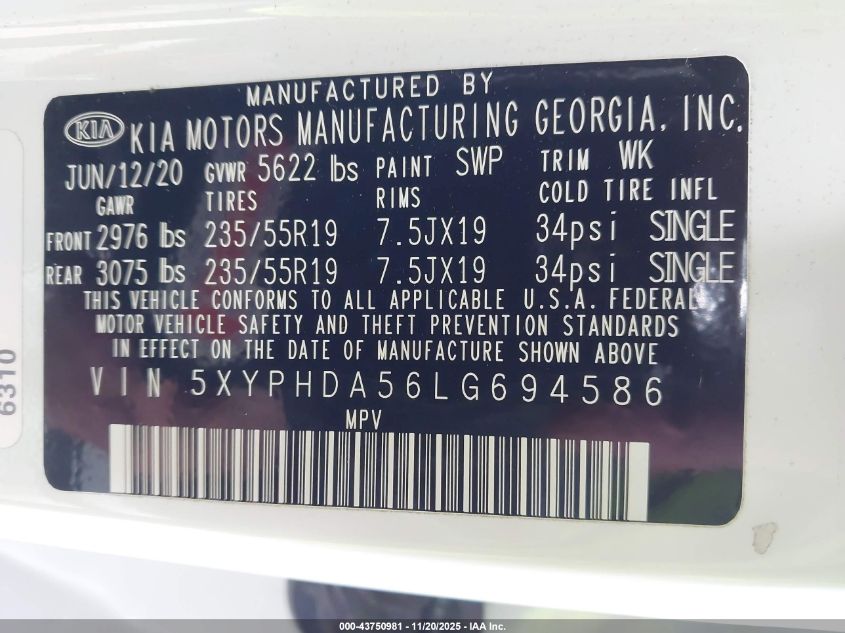 MANUFACTURED BY
KIA KIA MOTORS MANUFACTURING GEORGIA, INC.
JUN/12/20 GVWR 5622 lbs PAINT SWP TRIM WK
GAWR TIRES RIMS COLD TIRE INFL
FRONT 2976 lbs 235/55R19 7.5JX19 34psi SINGLE
REAR 3075 lbs 235/55R19 7.5JX19 34psi SINGLE
THIS VEHICLE CONFORMS TO ALL APPLICABLE U.S.A. FEDERAL
MOTOR VEHICLE SAFETY AND THEFT PREVENTION STANDARDS
IN EFFECT ON THE DATE OF MANUFACTURE SHOWN ABOVE
VIN 5XYPHDA56LG694586
MPV
6310
000-43750981 - 11/20/2025 - IAA Inc.